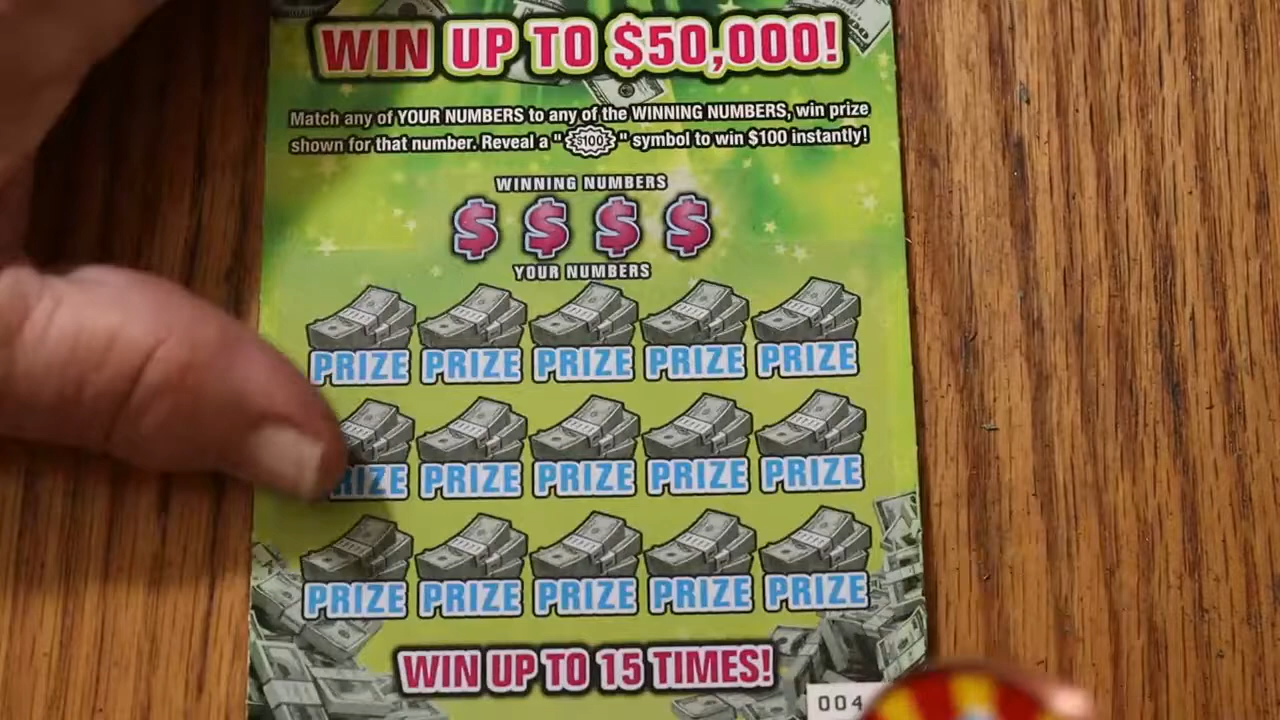 WIN UP TO $50,000!
Match any of YOUR NUMBERS to any of the WINNING NUMBERS, win prize
shown for that number. Reveal a "$100" symbol to win $100 instantly!
WINNING NUMBERS
$ $ $ $
YOUR NUMBERS
PRIZE PRIZE PRIZE PRIZE PRIZE
RIZE PRIZE PRIZE PRIZE PRIZE
PRIZE PRIZE PRIZE PRIZE PRIZE
WIN UP TO 15 TIMES!
004